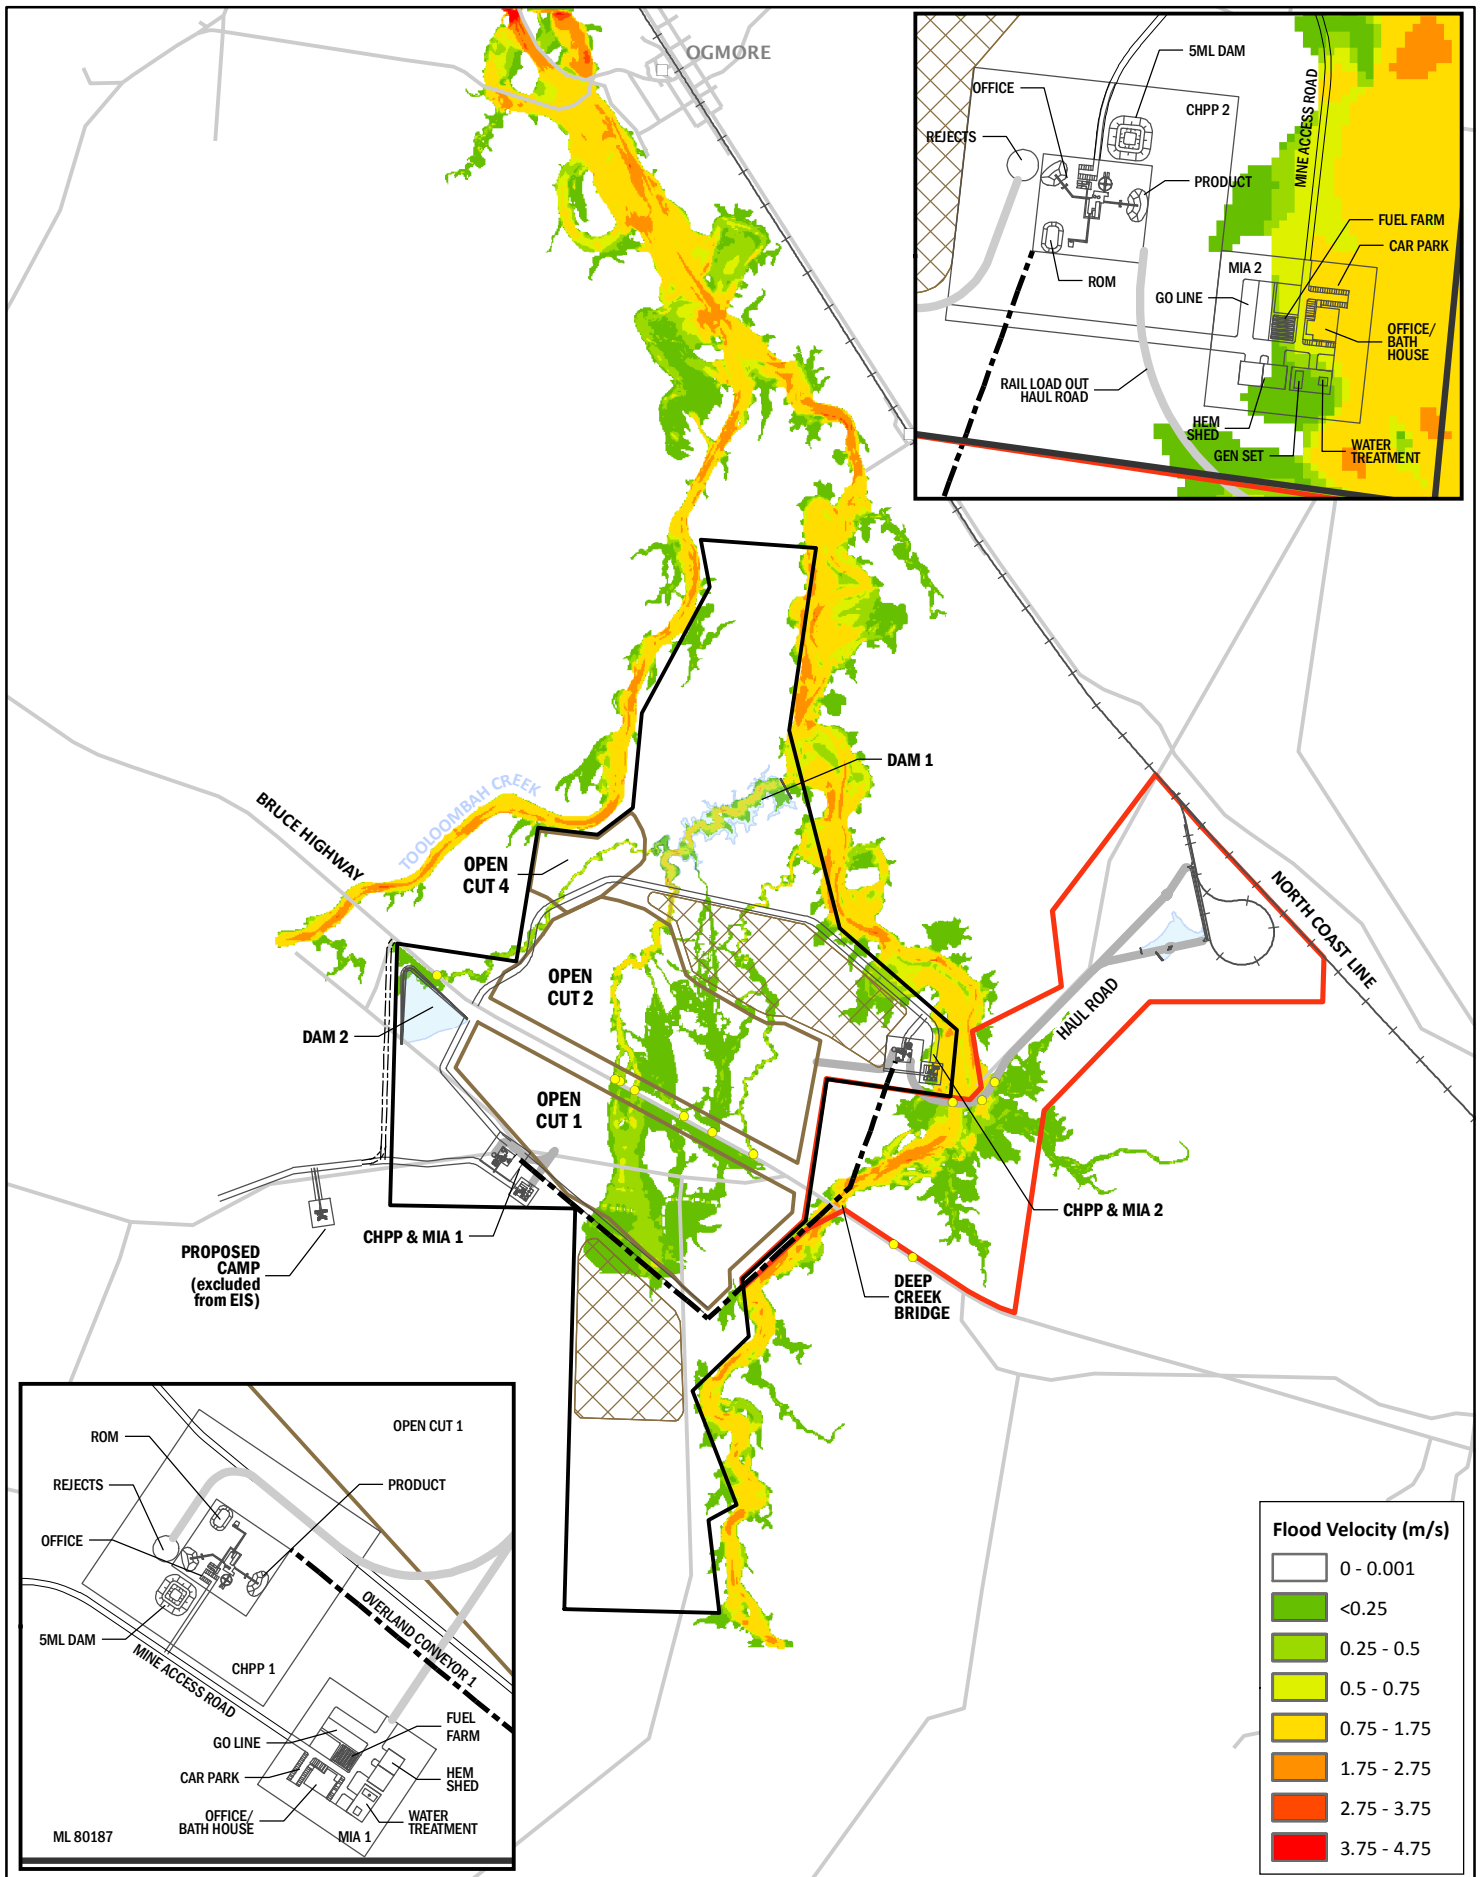 OGMORE
5ML DAM
OFFICE
CHPP 2
REJECTS
MINE ACCESS ROAD
PRODUCT
FUEL FARM
CAR PARK
MIA 2
ROM
GO LINE
OFFICE/
BATH
HOUSE
RAIL LOAD OUT
HAUL ROAD
HEM
SHED
GEN SET
WATER
TREATMENT
DAM 1
BRUCE HIGHWAY
TOOLOOMBAH CREEK
OPEN
CUT 4
NORTH COAST LINE
OPEN
CUT 2
HAUL ROAD
DAM 2
OPEN
CUT 1
CHPP & MIA 1
CHPP & MIA 2
PROPOSED
CAMP
(excluded
from EIS)
DEEP
CREEK
BRIDGE
OPEN CUT 1
ROM
REJECTS
PRODUCT
OFFICE
OVERLAND CONVEYOR 1
5ML DAM
MINE ACCESS ROAD
CHPP 1
FUEL
FARM
GO LINE
CAR PARK
HEM
SHED
OFFICE/
BATH HOUSE
WATER
TREATMENT
ML 80187
MIA 1
Flood Velocity (m/s)
0 - 0.001
<0.25
0.25 - 0.5
0.5 - 0.75
0.75 - 1.75
1.75 - 2.75
2.75 - 3.75
3.75 - 4.75